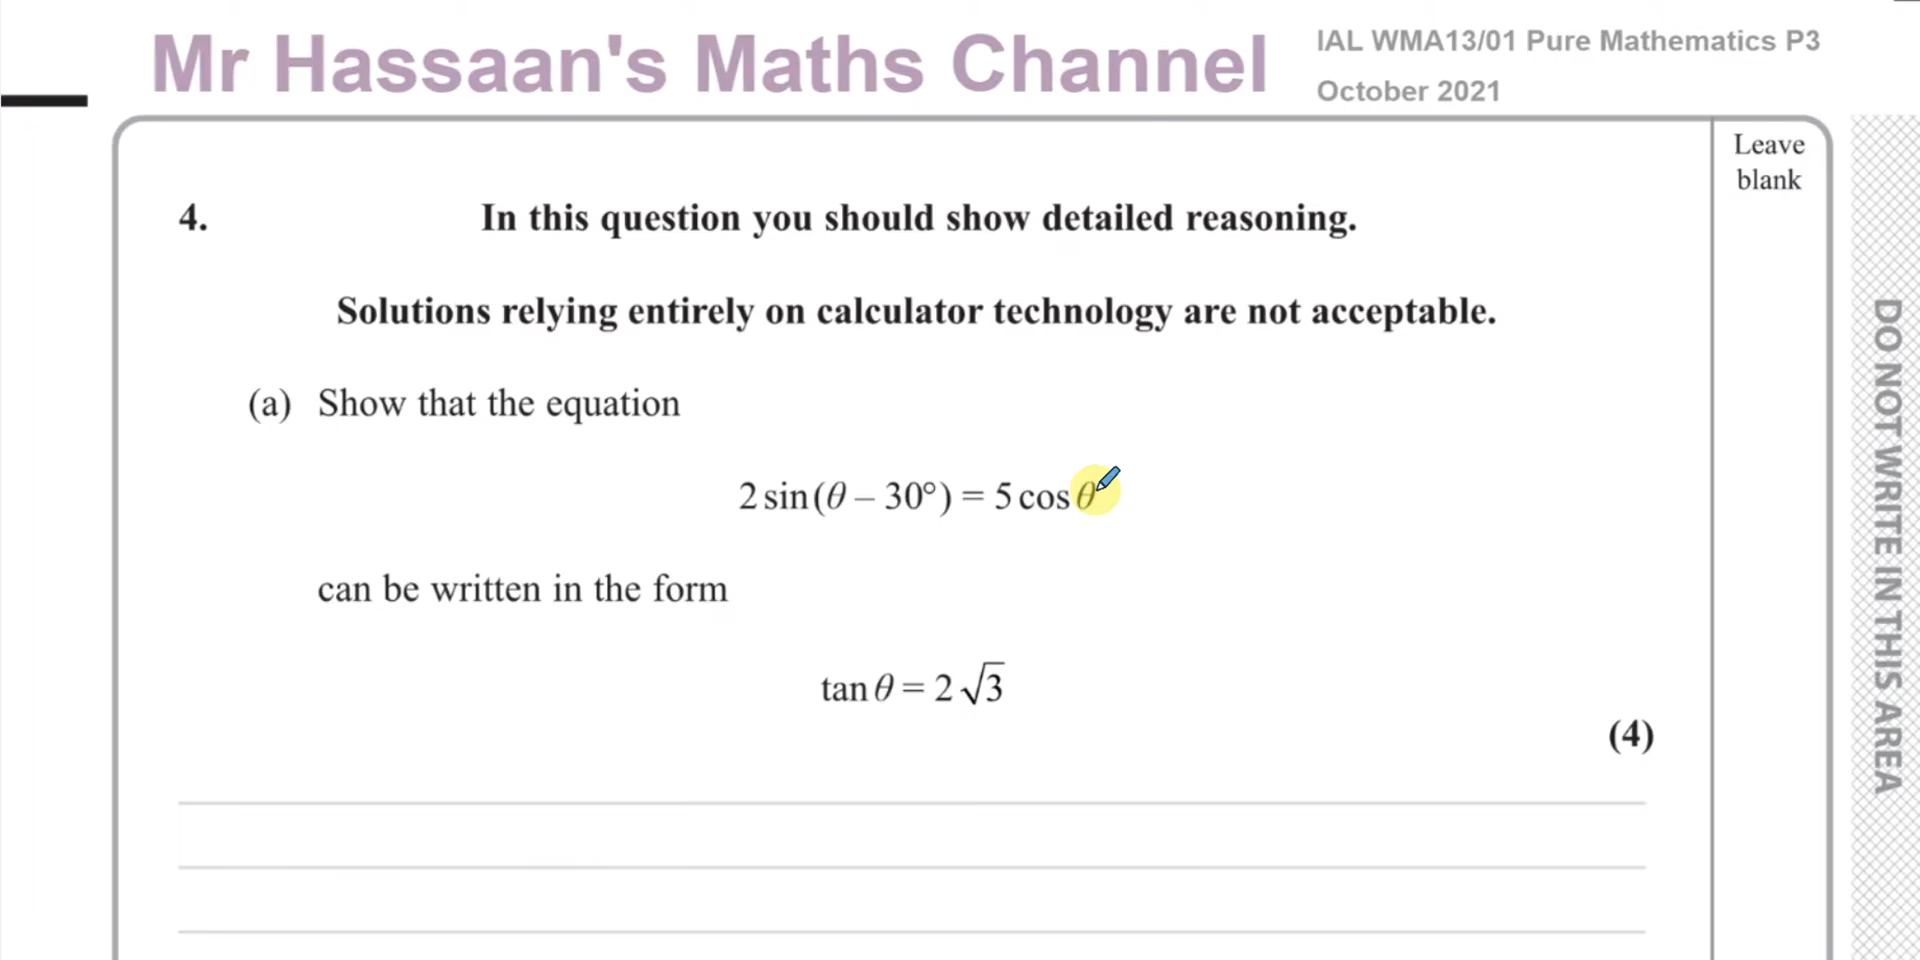 Mr Hassaan's Maths Channel
IAL WMA13/01 Pure Mathematics P3
October 2021
Leave
blank
4. In this question you should show detailed reasoning.
Solutions relying entirely on calculator technology are not acceptable.
(a) Show that the equation
2 sin(θ – 30°) = 5 cos θ
can be written in the form
tan θ = 2√3
(4)
DO NOT WRITE IN THIS AREA